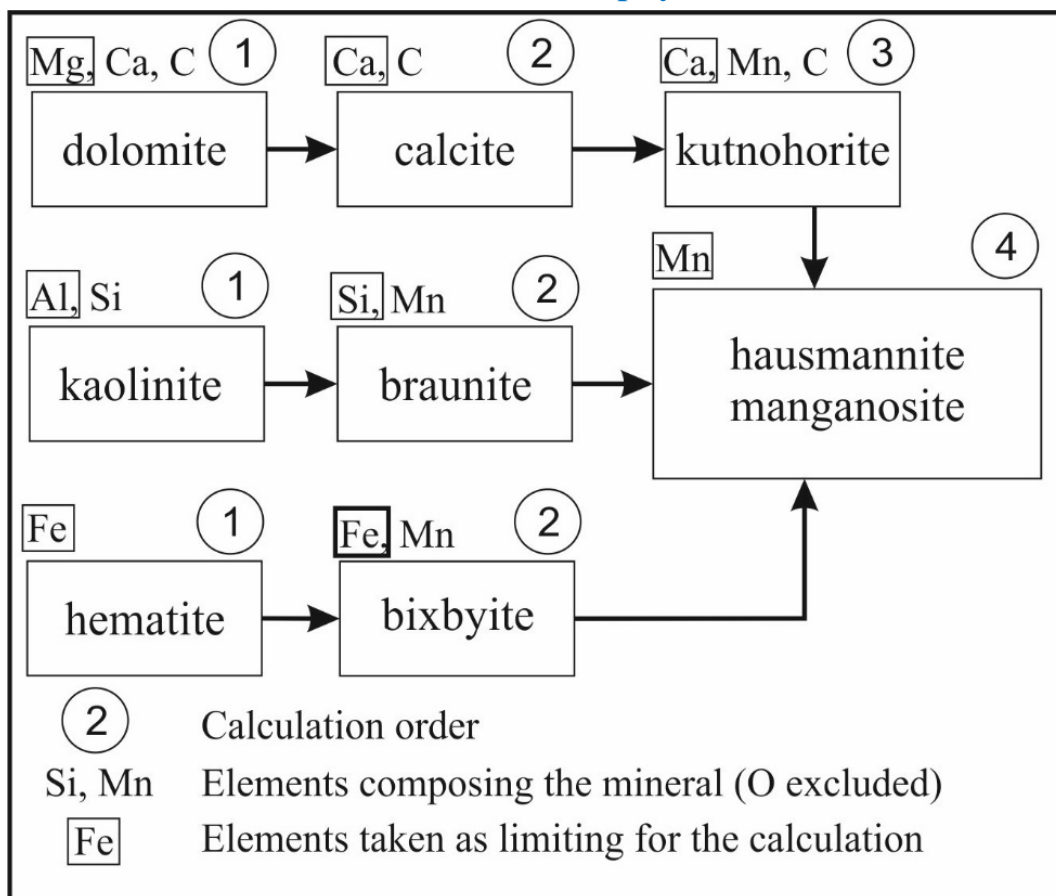 Mg, Ca, C 1
Ca, C 2
Ca, Mn, C 3
dolomite
calcite
kutnohorite
Mn 4
Al, Si 1
Si, Mn 2
hausmannite
manganosite
kaolinite
braunite
Fe 1
Fe, Mn 2
hematite
bixbyite
2 Calculation order
Si, Mn Elements composing the mineral (O excluded)
Fe Elements taken as limiting for the calculation